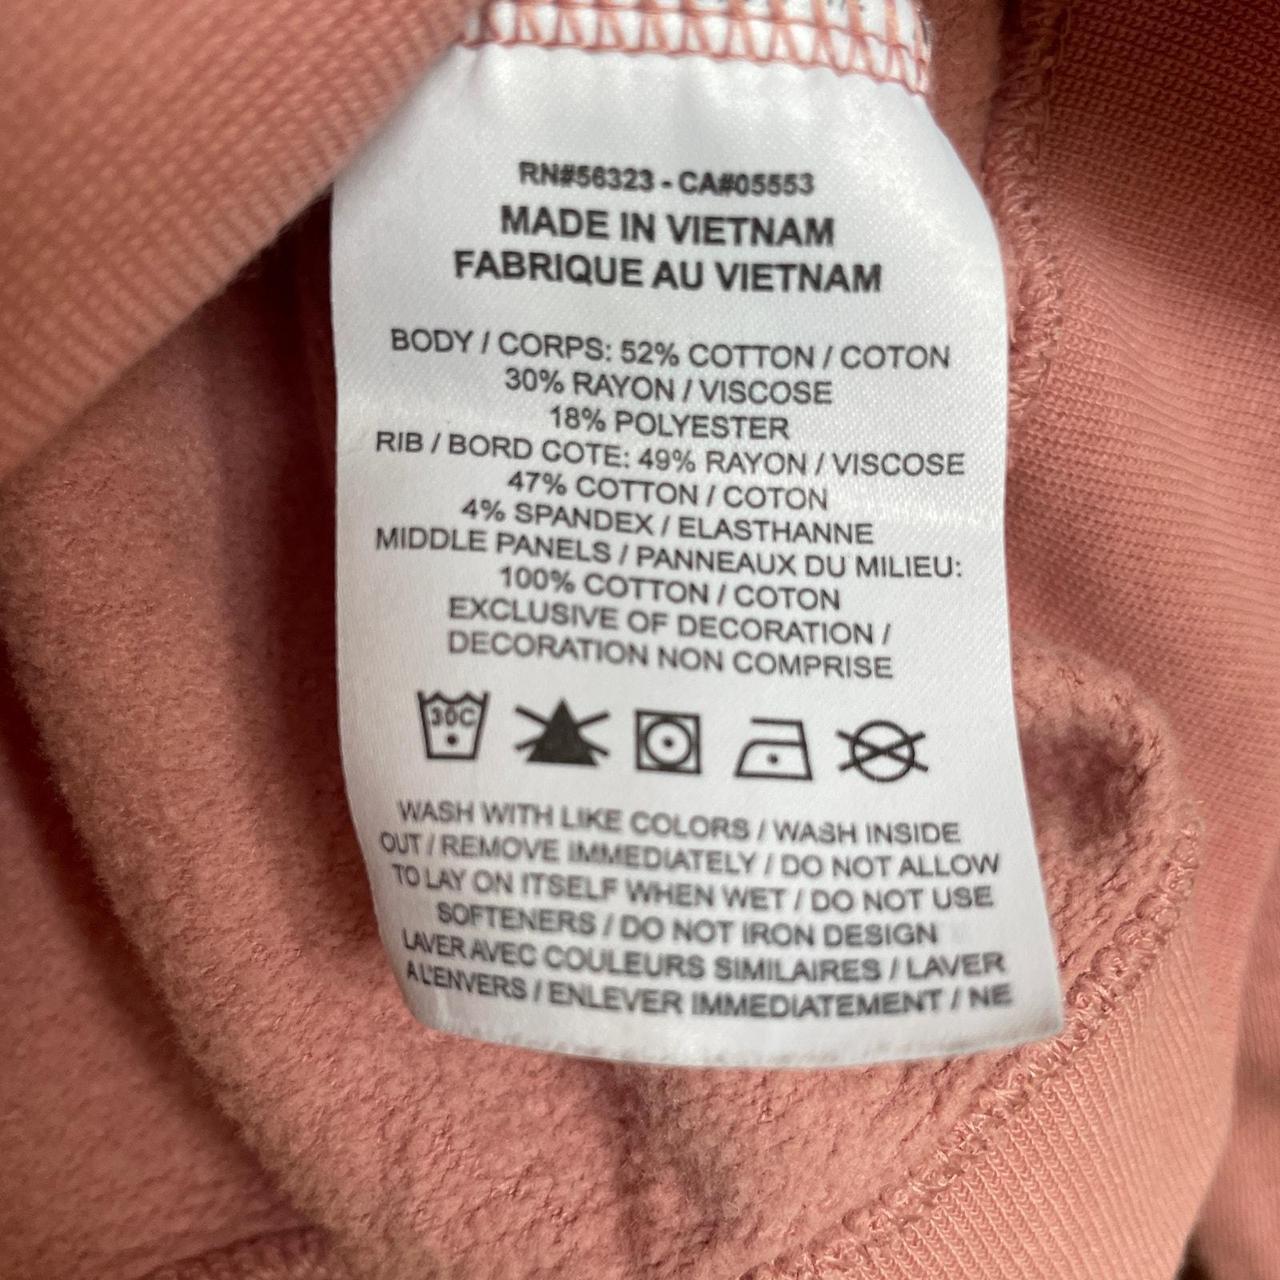 RN#56323 - CA#05553
MADE IN VIETNAM
FABRIQUE AU VIETNAM
BODY / CORPS: 52% COTTON / COTON
30% RAYON / VISCOSE
18% POLYESTER
RIB / BORD COTE: 49% RAYON / VISCOSE
47% COTTON / COTON
4% SPANDEX / ELASTHANNE
MIDDLE PANELS / PANNEAUX DU MILIEU:
100% COTTON / COTON
EXCLUSIVE OF DECORATION /
DECORATION NON COMPRISE
30C
WASH WITH LIKE COLORS / WASH INSIDE
OUT / REMOVE IMMEDIATELY / DO NOT ALLOW
TO LAY ON ITSELF WHEN WET / DO NOT USE
SOFTENERS / DO NOT IRON DESIGN
LAVER AVEC COULEURS SIMILAIRES / LAVER
A L'ENVERS / ENLEVER IMMEDIATEMENT / NE